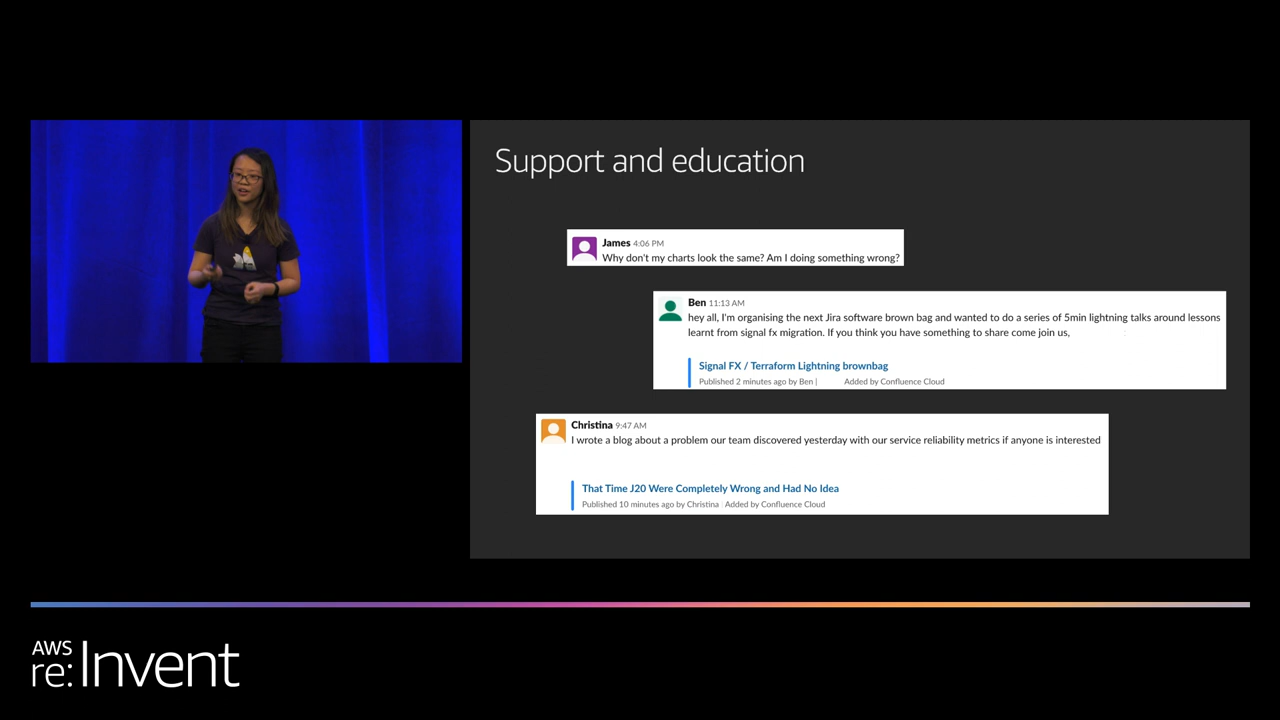 Support and education
James 4:06 PM
Why don't my charts look the same? Am I doing something wrong?
Ben 11:13 AM
hey all, I'm organising the next Jira software brown bag and wanted to do a series of 5min lightning talks around lessons
learnt from signal fx migration. If you think you have something to share come join us,
Signal FX / Terraform Lightning brownbag
Published 2 minutes ago by Ben | Added by Confluence Cloud
Christina 9:47 AM
I wrote a blog about a problem our team discovered yesterday with our service reliability metrics if anyone is interested
That Time J20 Were Completely Wrong and Had No Idea
Published 10 minutes ago by Christina Added by Confluence Cloud
AWS
re:Invent